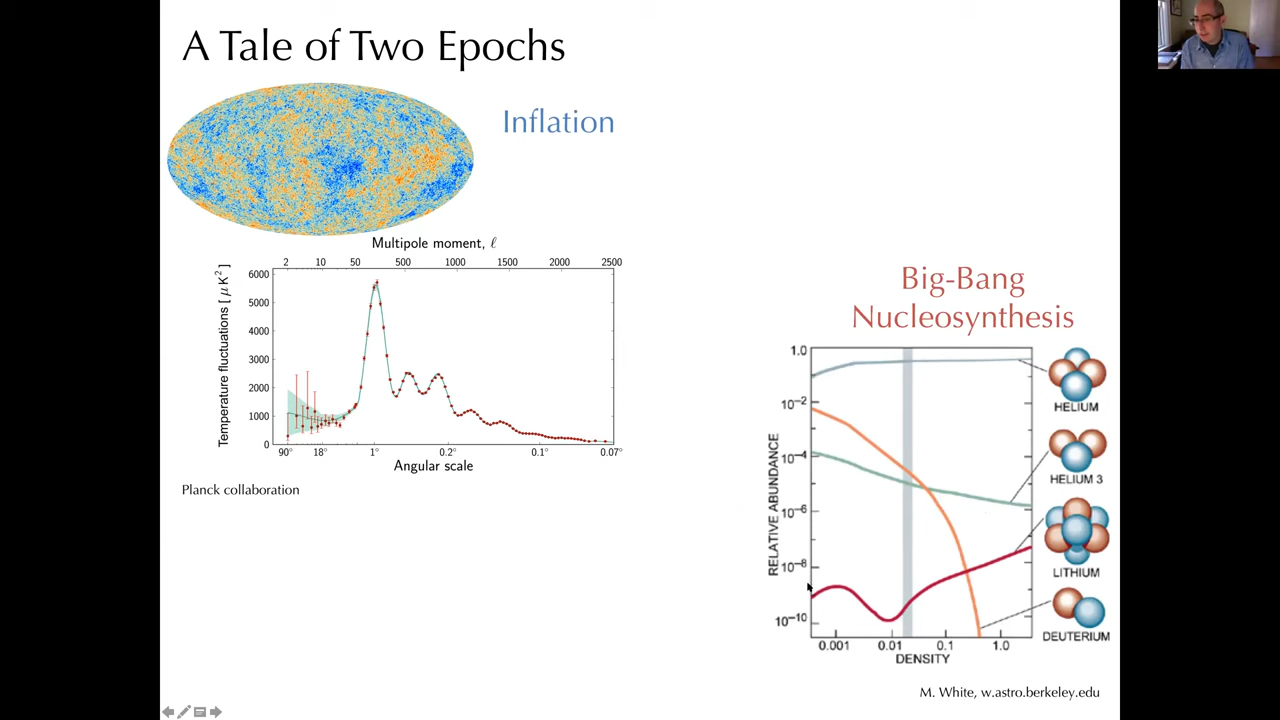 A Tale of Two Epochs
Inflation
Multipole moment, ℓ
2 10 50 500 1000 1500 2000 2500
Temperature fluctuations [ μ K² ]
6000
5000
4000
3000
2000
1000
0
90° 18° 1° 0.2° 0.1° 0.07°
Angular scale
Planck collaboration
Big-Bang
Nucleosynthesis
RELATIVE ABUNDANCE
1.0
10⁻²
10⁻⁴
10⁻⁶
10⁻⁸
10⁻¹⁰
0.001 0.01 0.1 1.0
DENSITY
HELIUM
HELIUM 3
LITHIUM
DEUTERIUM
M. White, w.astro.berkeley.edu